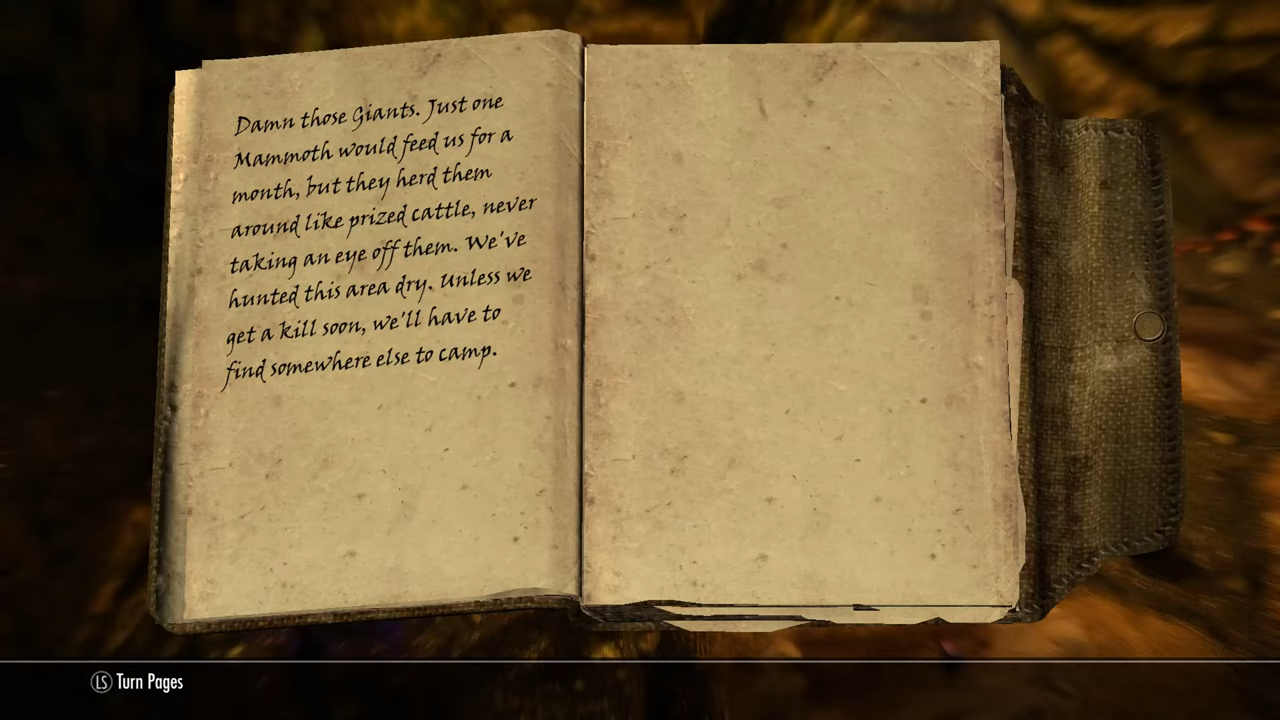 Damn those Giants. Just one
Mammoth would feed us for a
month, but they herd them
around like prized cattle, never
taking an eye off them. We've
hunted this area dry. Unless we
get a kill soon, we'll have to
find somewhere else to camp.
LS Turn Pages